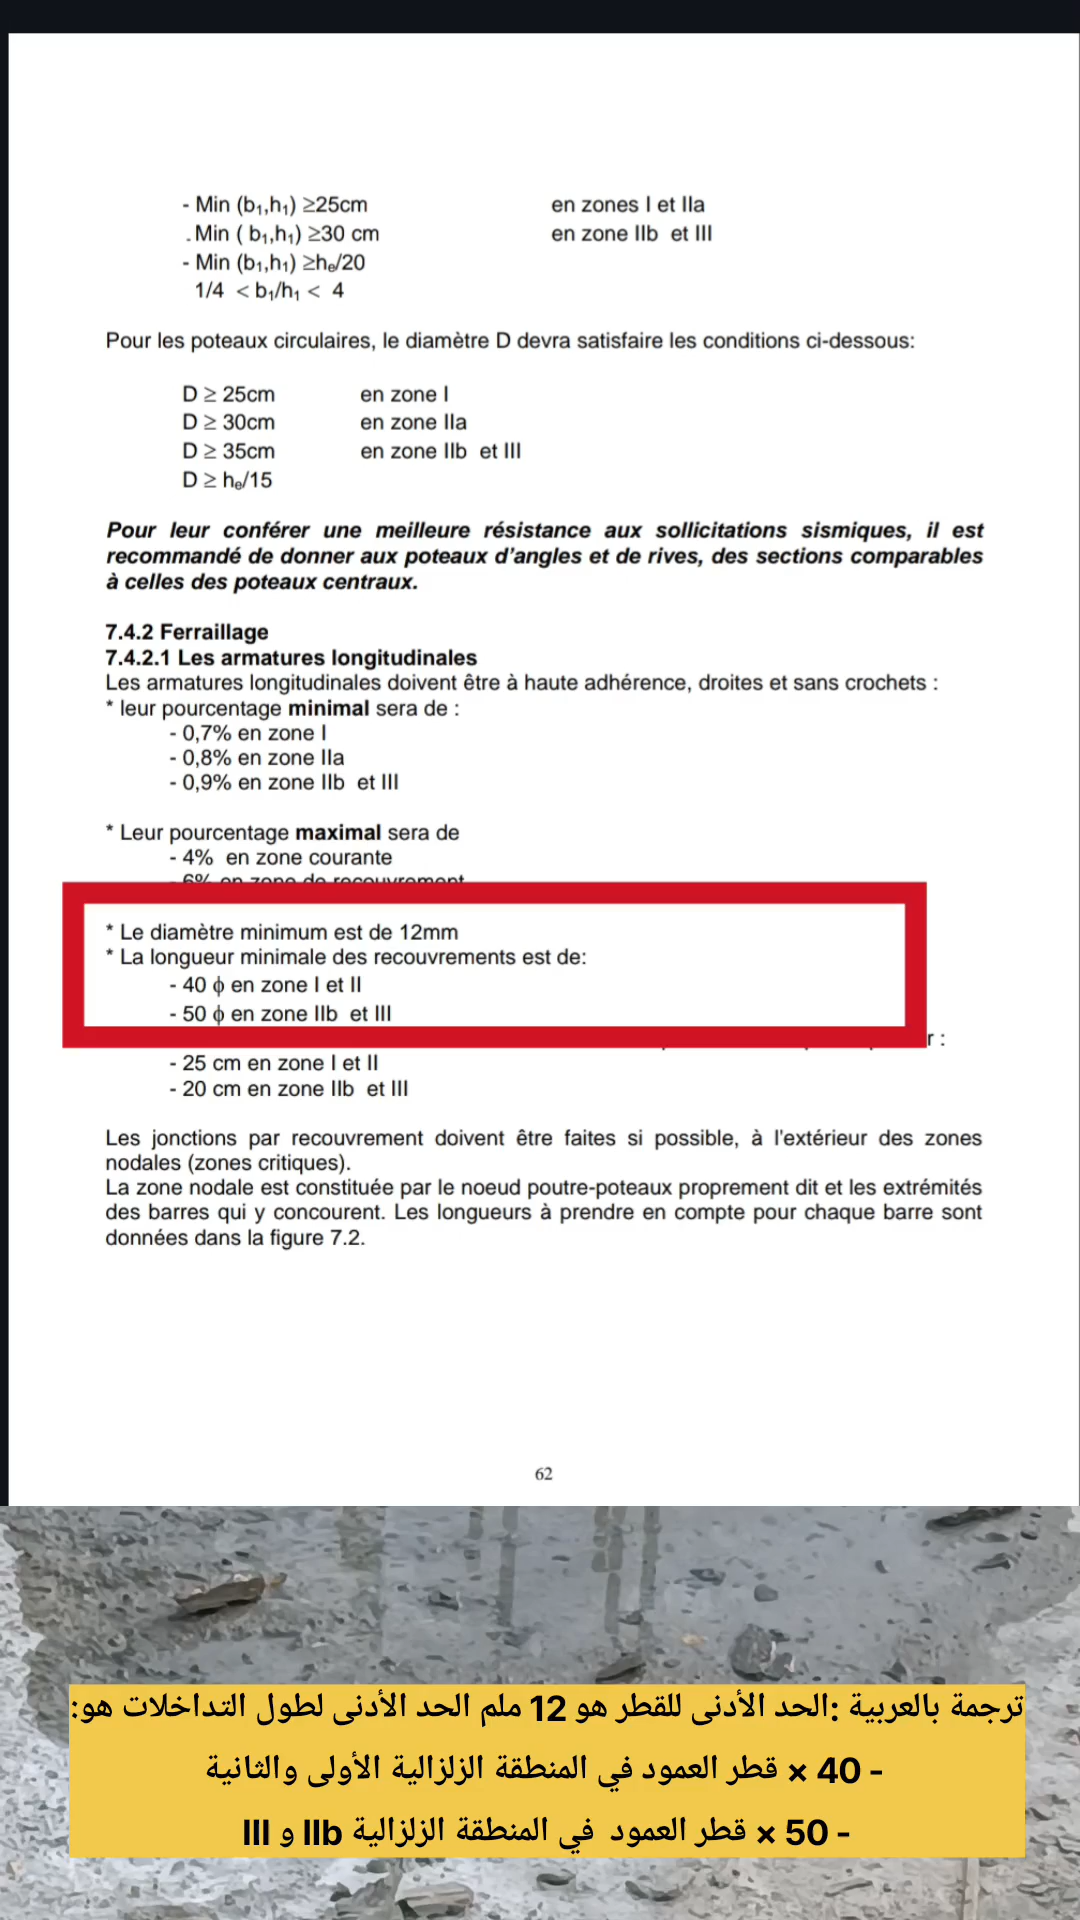 - Min (b₁,h₁) ≥25cm en zones I et IIa
. Min ( b₁,h₁) ≥30 cm en zone IIb et III
- Min (b₁,h₁) ≥hₑ/20
1/4 < b₁/h₁ < 4
Pour les poteaux circulaires, le diamètre D devra satisfaire les conditions ci-dessous:
D ≥ 25cm en zone I
D ≥ 30cm en zone IIa
D ≥ 35cm en zone IIb et III
D ≥ hₑ/15
Pour leur conférer une meilleure résistance aux sollicitations sismiques, il est
recommandé de donner aux poteaux d'angles et de rives, des sections comparables
à celles des poteaux centraux.
7.4.2 Ferraillage
7.4.2.1 Les armatures longitudinales
Les armatures longitudinales doivent être à haute adhérence, droites et sans crochets :
* leur pourcentage minimal sera de :
- 0,7% en zone I
- 0,8% en zone IIa
- 0,9% en zone IIb et III
* Leur pourcentage maximal sera de
- 4% en zone courante
- 6% en zone de recouvrement
* Le diamètre minimum est de 12mm
* La longueur minimale des recouvrements est de:
- 40 ϕ en zone I et II
- 50 ϕ en zone IIb et III
r :
- 25 cm en zone I et II
- 20 cm en zone IIb et III
Les jonctions par recouvrement doivent être faites si possible, à l'extérieur des zones
nodales (zones critiques).
La zone nodale est constituée par le noeud poutre-poteaux proprement dit et les extrémités
des barres qui y concourent. Les longueurs à prendre en compte pour chaque barre sont
données dans la figure 7.2.
62
ترجمة بالعربية :الحد الأدنى للقطر هو 12 ملم الحد الأدنى لطول التداخلات هو:
- 40 × قطر العمود في المنطقة الزلزالية الأولى والثانية
- 50 × قطر العمود في المنطقة الزلزالية IIb و III